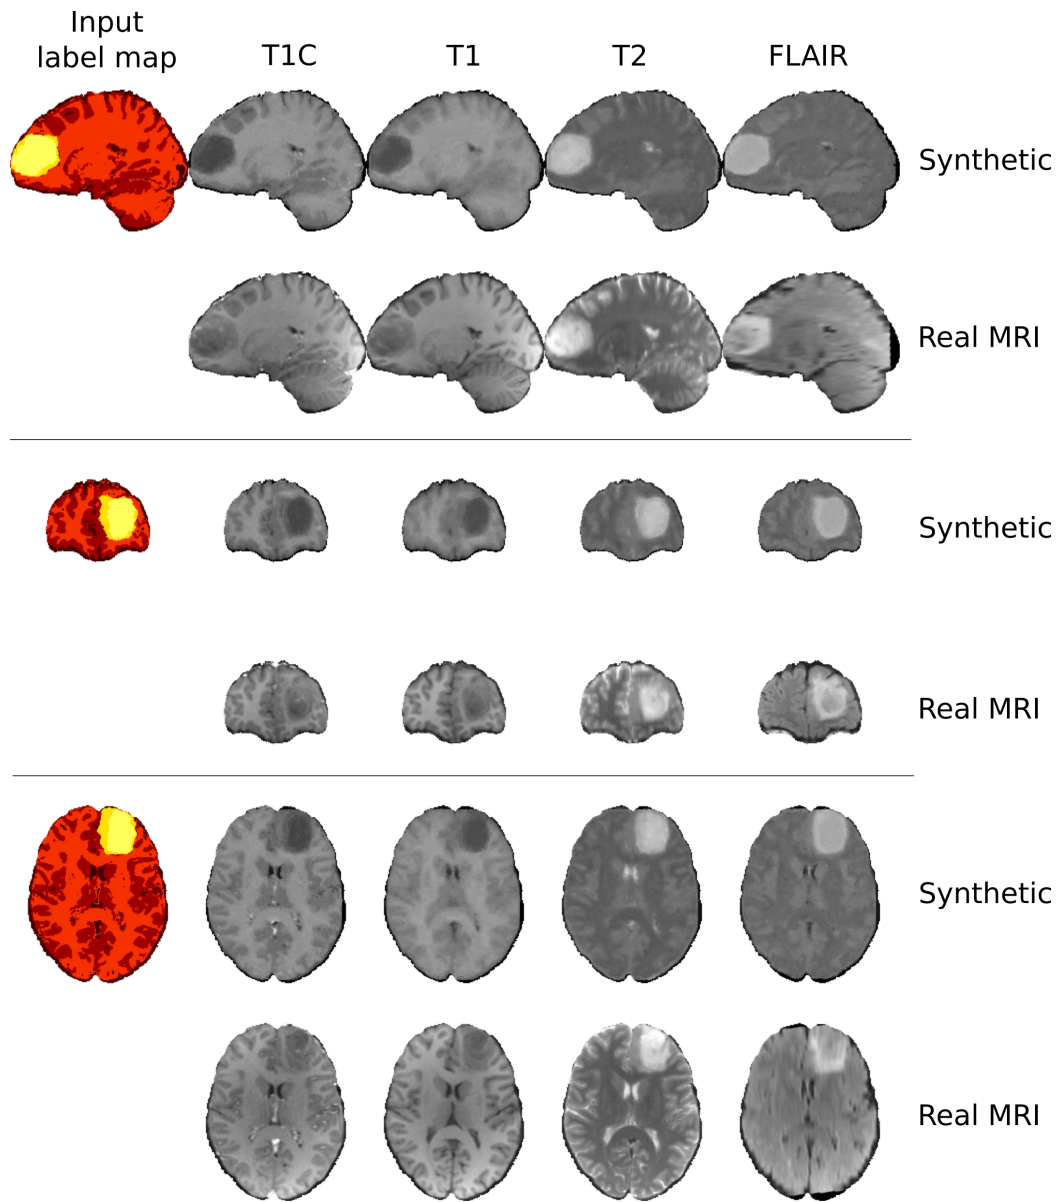 Input
label map
T1C
T1
T2
FLAIR
Synthetic
Real MRI
Synthetic
Real MRI
Synthetic
Real MRI